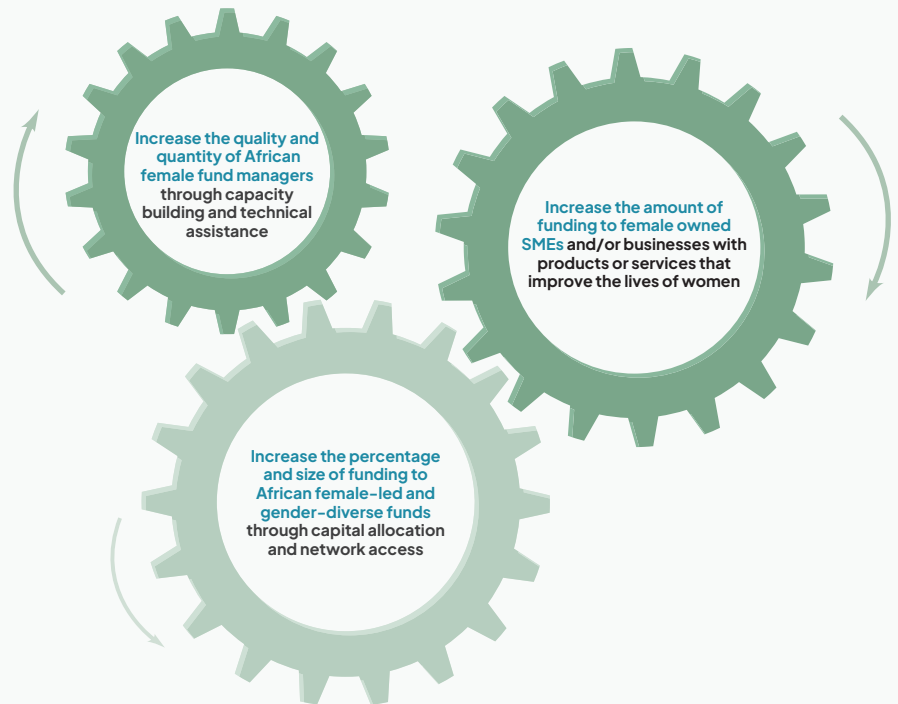 Increase the quality and
quantity of African
female fund managers
through capacity
building and technical
assistance
Increase the amount of
funding to female owned
SMEs and/or businesses with
products or services that
improve the lives of women
Increase the percentage
and size of funding to
African female-led and
gender-diverse funds
through capital allocation
and network access